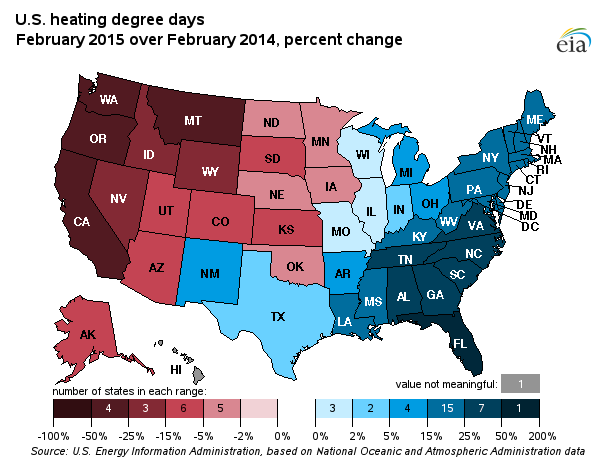 U.S. heating degree days
February 2015 over February 2014, percent change
eia
WA
MT
ND
MN
ME
OR
ID
SD
WI
MI
NY
VT
NH
MA
RI
CT
WY
NE
IA
PA
NJ
NV
UT
CO
KS
MO
IL
IN
OH
WV
DE
MD
DC
CA
KY
VA
AZ
NM
OK
AR
TN
NC
SC
TX
LA
MS
AL
GA
FL
AK
HI
number of states in each range:
value not meaningful: 1
4 3 6 5 3 2 4 15 7 1
-100% -50% -25% -15% -5% -2% 0% 0% 2% 5% 15% 25% 50% 200%
Source: U.S. Energy Information Administration, based on National Oceanic and Atmospheric Administration data